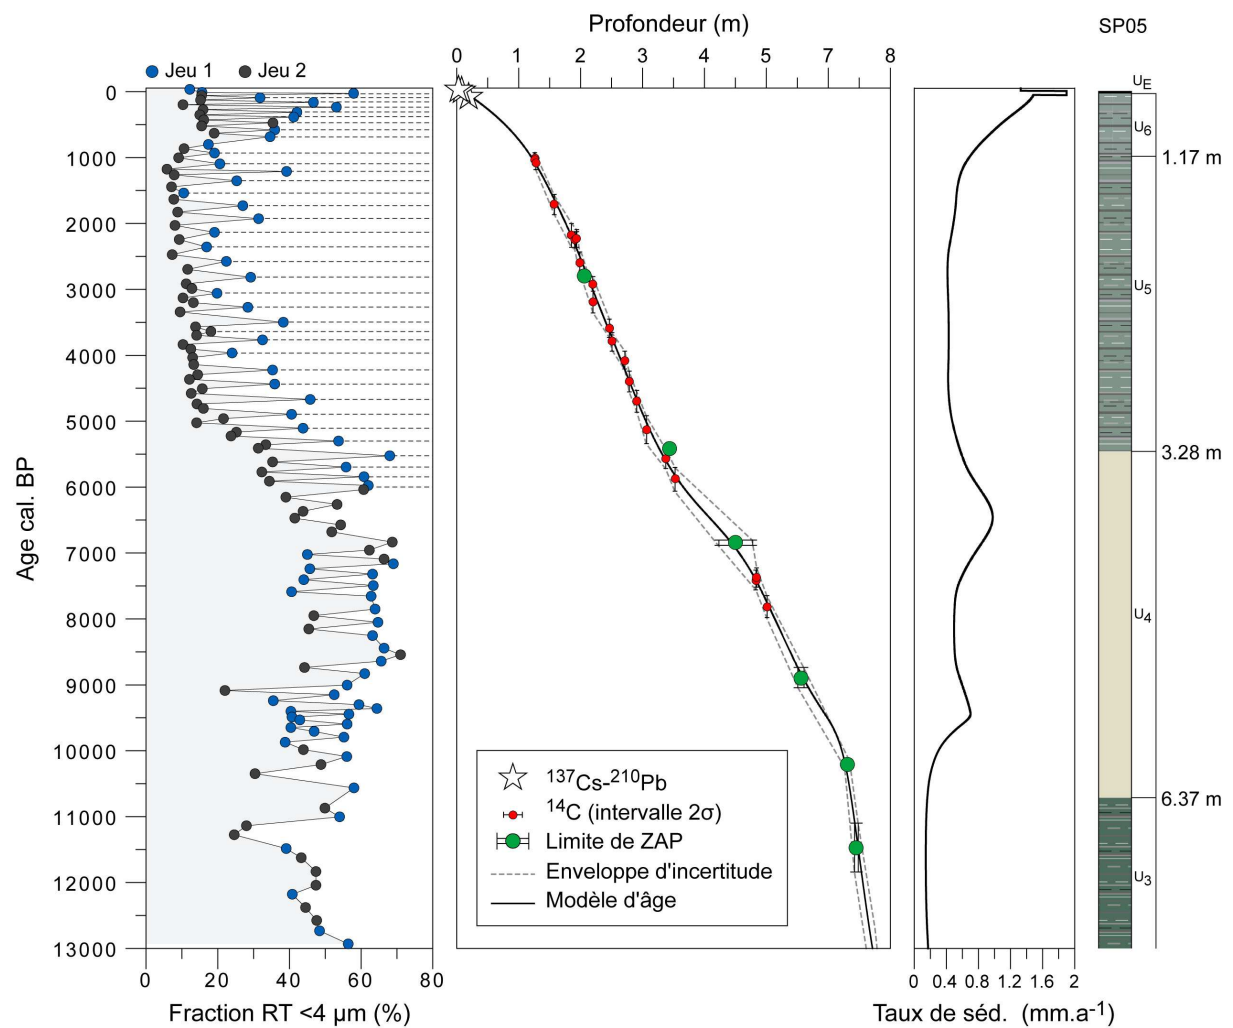 Profondeur (m)
SP05
0 1 2 3 4 5 6 7 8
Jeu 1 Jeu 2
UE
0
U6
1000
1.17 m
2000
3000
U5
4000
5000
3.28 m
Age cal. BP
6000
7000
8000
U4
9000
10000
137Cs-210Pb
6.37 m
14C (intervalle 2σ)
11000
Limite de ZAP
Enveloppe d'incertitude
12000
U3
Modèle d'âge
13000
0 20 40 60 80
0 0.4 0.8 1.2 1.6 2
Fraction RT <4 µm (%)
Taux de séd. (mm.a-1)